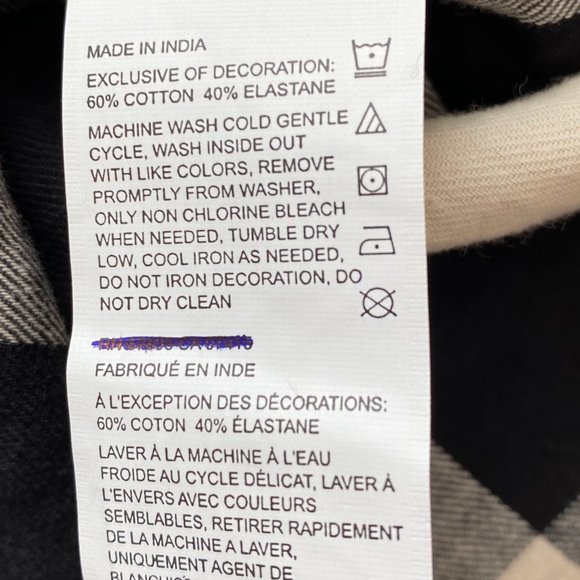 MADE IN INDIA
EXCLUSIVE OF DECORATION:
60% COTTON 40% ELASTANE
MACHINE WASH COLD GENTLE
CYCLE, WASH INSIDE OUT
WITH LIKE COLORS, REMOVE
PROMPTLY FROM WASHER,
ONLY NON CHLORINE BLEACH
WHEN NEEDED, TUMBLE DRY
LOW, COOL IRON AS NEEDED,
DO NOT IRON DECORATION, DO
NOT DRY CLEAN
FABRIQUÉ EN INDE
À L'EXCEPTION DES DÉCORATIONS:
60% COTON 40% ÉLASTANE
LAVER À LA MACHINE À L'EAU
FROIDE AU CYCLE DÉLICAT, LAVER À
L'ENVERS AVEC COULEURS
SEMBLABLES, RETIRER RAPIDEMENT
DE LA MACHINE A LAVER,
UNIQUEMENT AGENT DE